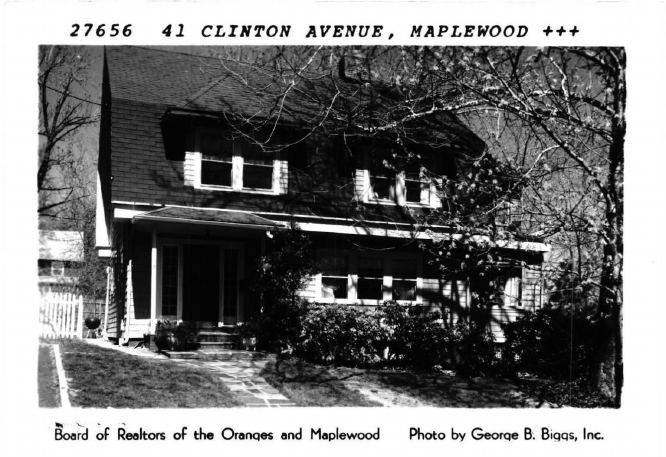 27656 41 CLINTON AVENUE, MAPLEWOOD +++
Board of Realtors of the Oranges and Maplewood Photo by George B. Biggs, Inc.